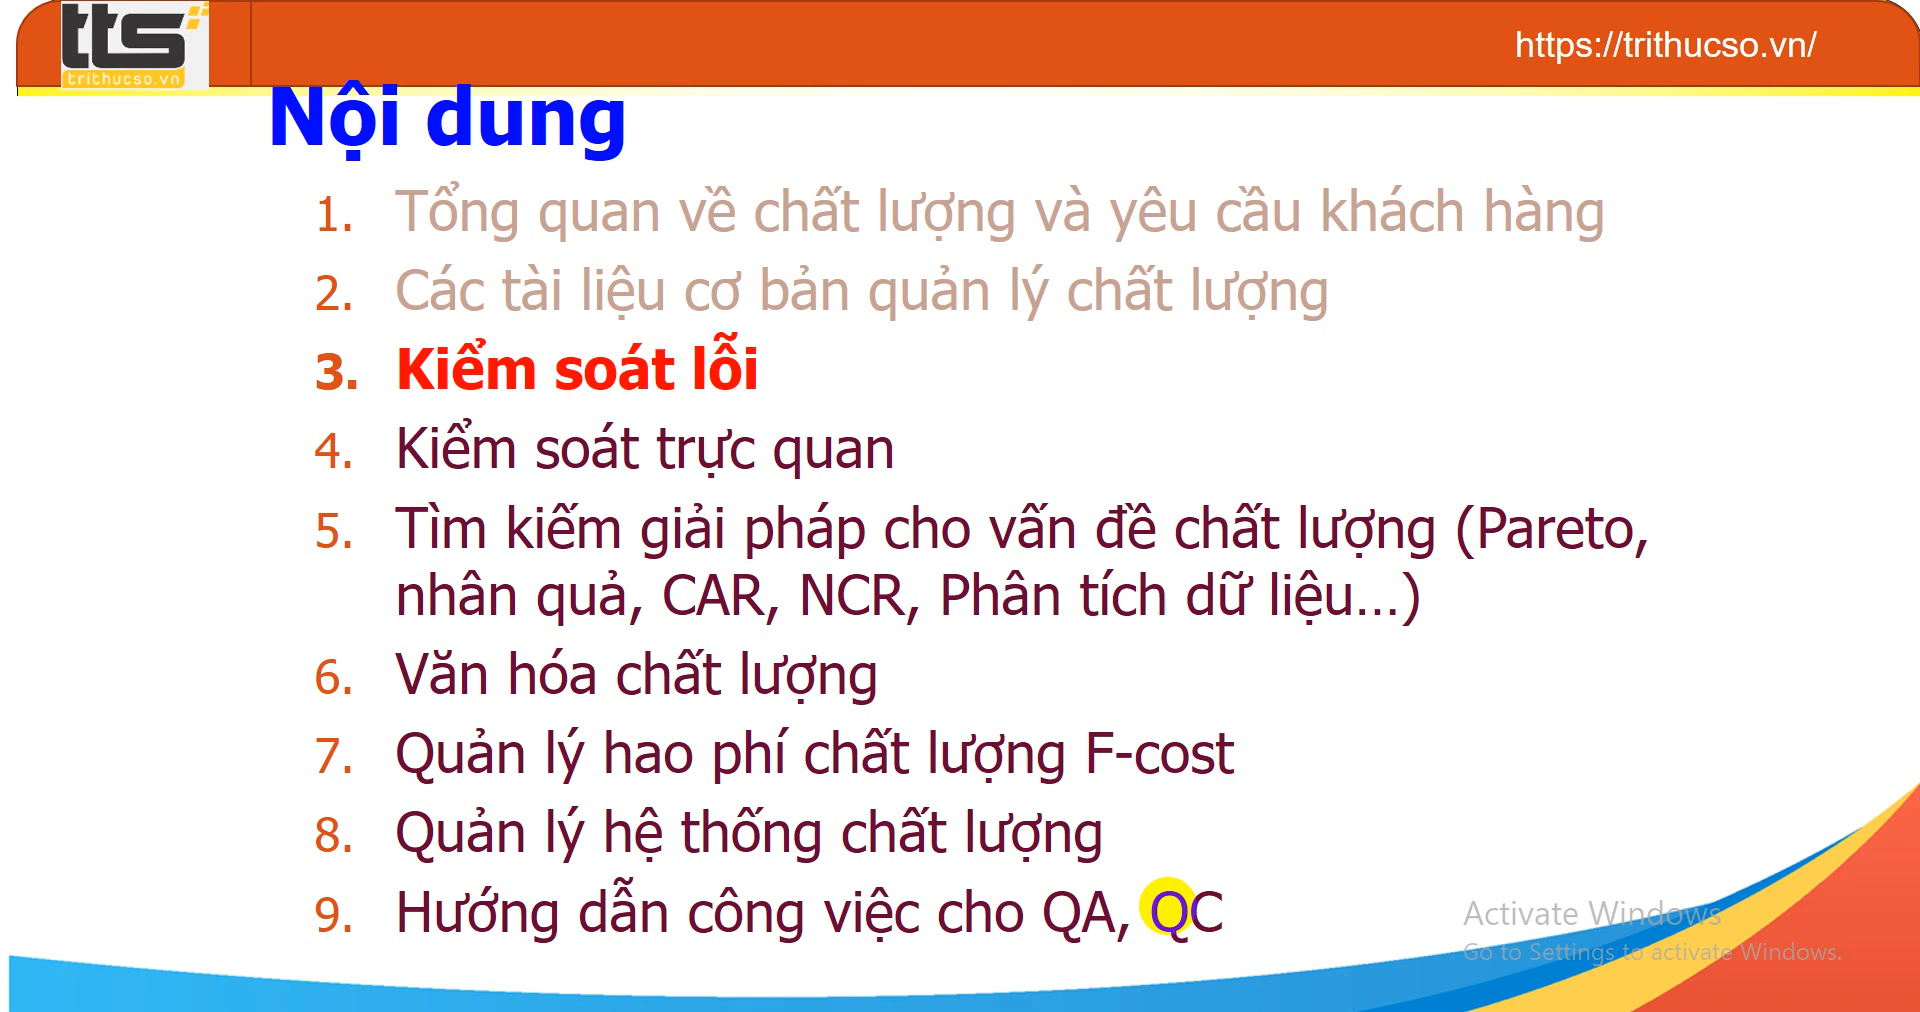 tts
trithucso.vn
https://trithucso.vn/
Nội dung
1. Tổng quan về chất lượng và yêu cầu khách hàng
2. Các tài liệu cơ bản quản lý chất lượng
3. Kiểm soát lỗi
4. Kiểm soát trực quan
5. Tìm kiếm giải pháp cho vấn đề chất lượng (Pareto,
nhân quả, CAR, NCR, Phân tích dữ liệu...)
6. Văn hóa chất lượng
7. Quản lý hao phí chất lượng F-cost
8. Quản lý hệ thống chất lượng
9. Hướng dẫn công việc cho QA, QC
Activate Windows
Go to Settings to activate Windows.